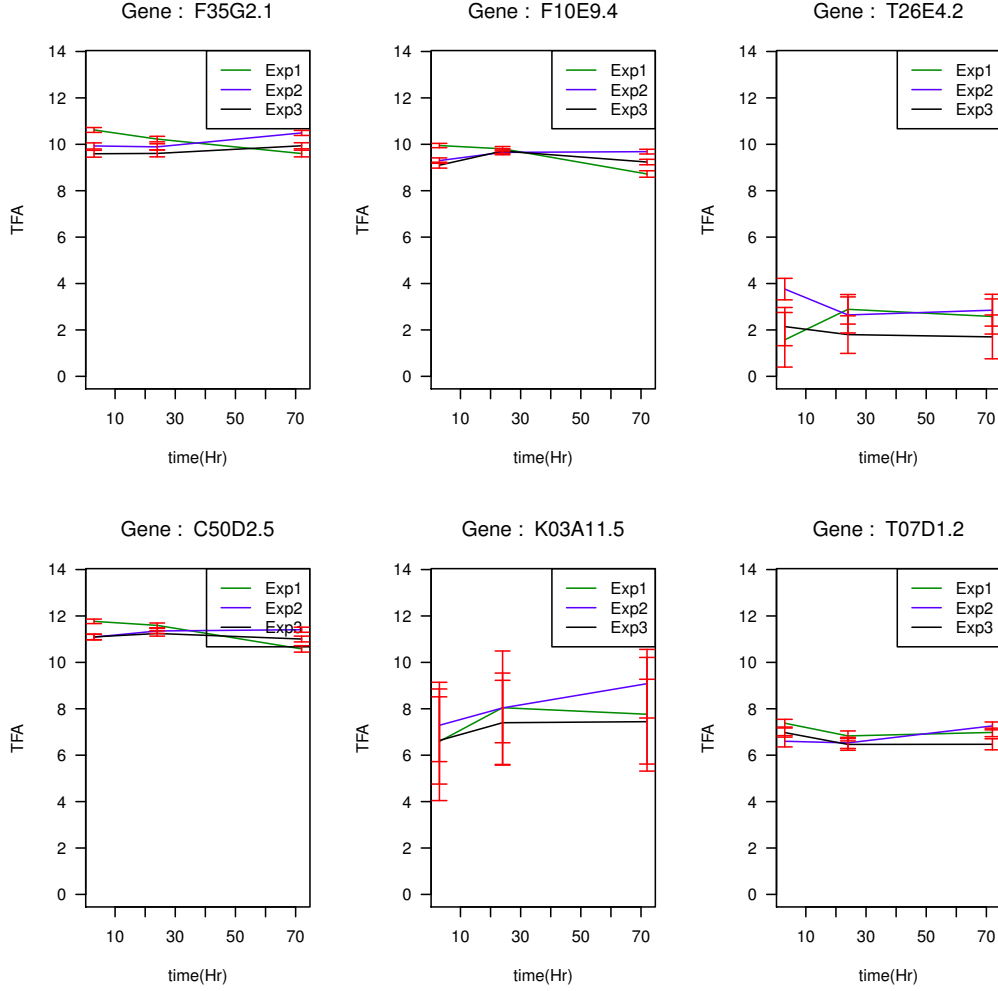 Gene : F35G2.1
14
12
10
8
6
4
2
0
TFA
Exp1
Exp2
Exp3
10 30 50 70
time(Hr)
Gene : F10E9.4
14
12
10
8
6
4
2
0
TFA
Exp1
Exp2
Exp3
10 30 50 70
time(Hr)
Gene : T26E4.2
14
12
10
8
6
4
2
0
TFA
Exp1
Exp2
Exp3
10 30 50 70
time(Hr)
Gene : C50D2.5
14
12
10
8
6
4
2
0
TFA
Exp1
Exp2
Exp3
10 30 50 70
time(Hr)
Gene : K03A11.5
14
12
10
8
6
4
2
0
TFA
Exp1
Exp2
Exp3
10 30 50 70
time(Hr)
Gene : T07D1.2
14
12
10
8
6
4
2
0
TFA
Exp1
Exp2
Exp3
10 30 50 70
time(Hr)